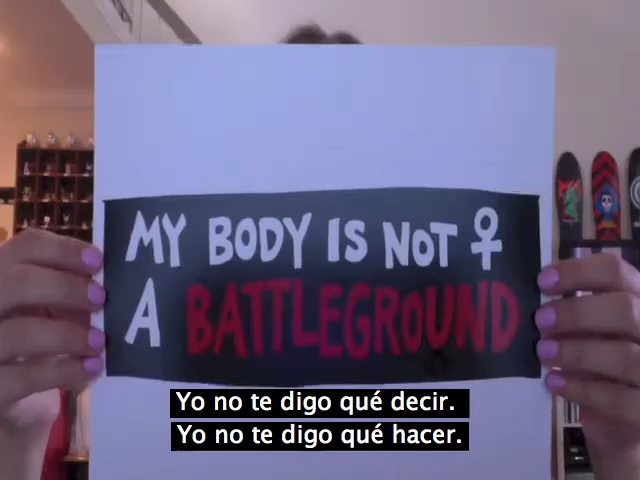 MY BODY IS NOT ♀
A BATTLEGROUND
Yo no te digo qué decir.
Yo no te digo qué hacer.